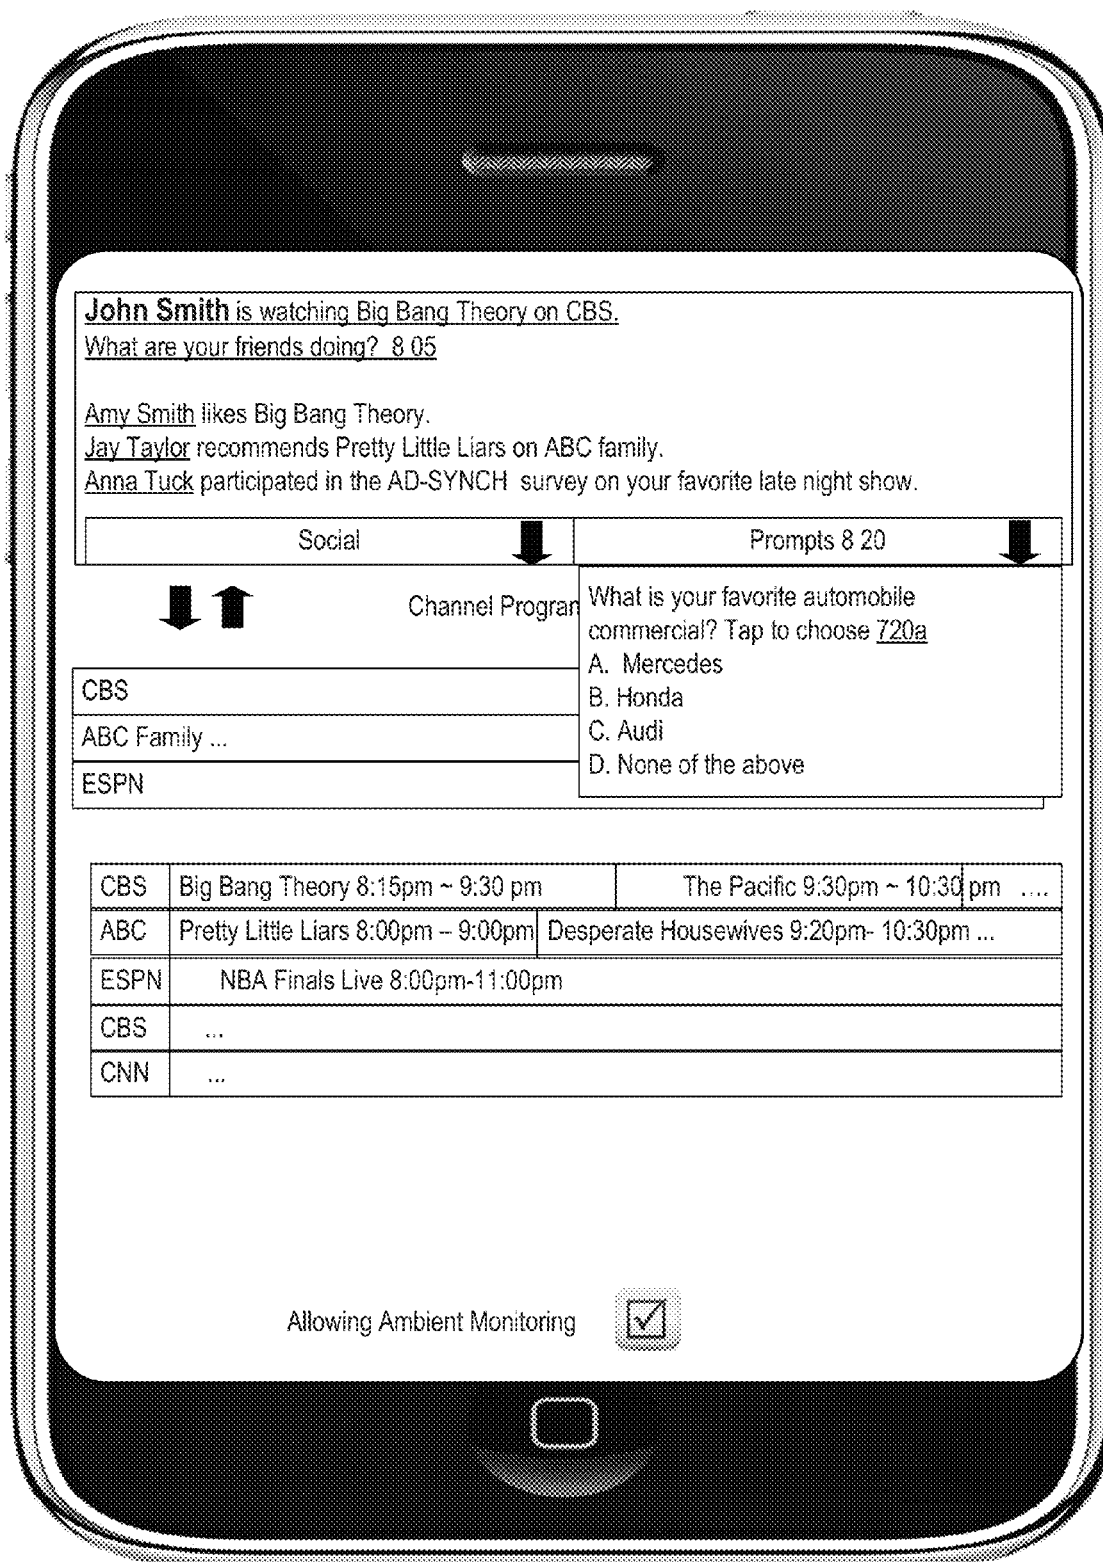 John Smith is watching Big Bang Theory on CBS.
What are your friends doing? 8 05
Amy Smith likes Big Bang Theory.
Jay Taylor recommends Pretty Little Liars on ABC family.
Anna Tuck participated in the AD-SYNCH survey on your favorite late night show.
Social
Prompts 8 20
Channel Program
What is your favorite automobile
commercial? Tap to choose 720a
A. Mercedes
B. Honda
C. Audi
D. None of the above
CBS
ABC Family ...
ESPN
CBS Big Bang Theory 8:15pm ~ 9:30 pm The Pacific 9:30pm ~ 10:30 pm ....
ABC Pretty Little Liars 8:00pm – 9:00pm Desperate Housewives 9:20pm- 10:30pm ...
ESPN NBA Finals Live 8:00pm-11:00pm
CBS ...
CNN ...
Allowing Ambient Monitoring